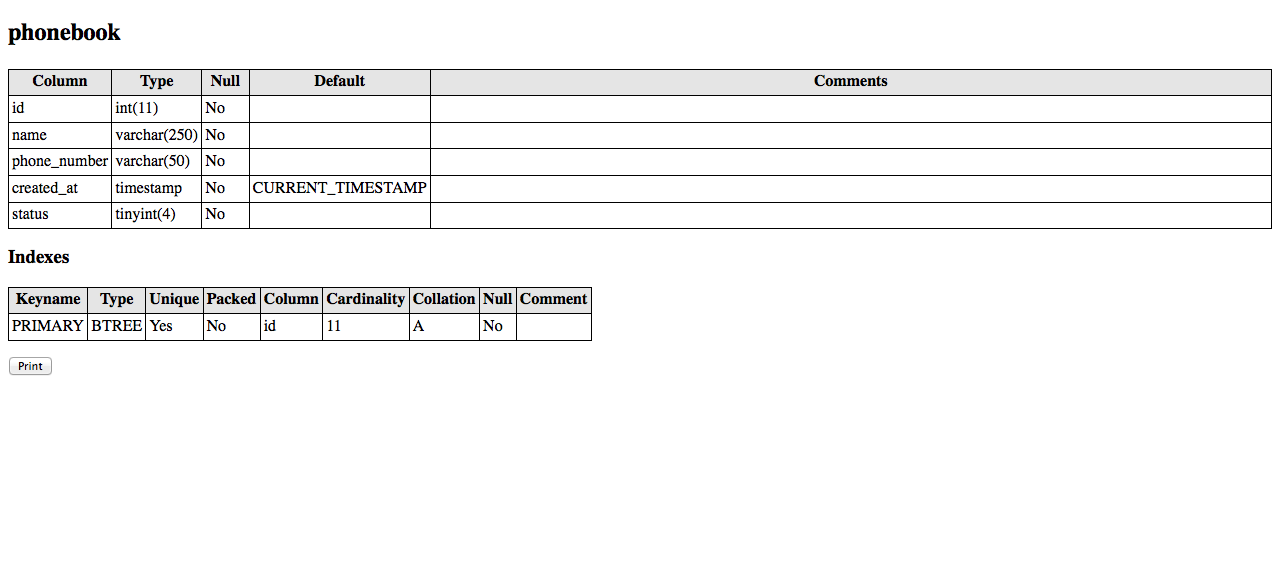 phonebook
Column Type Null Default Comments
id int(11) No
name varchar(250) No
phone_number varchar(50) No
created_at timestamp No CURRENT_TIMESTAMP
status tinyint(4) No
Indexes
Keyname Type Unique Packed Column Cardinality Collation Null Comment
PRIMARY BTREE Yes No id 11 A No
Print